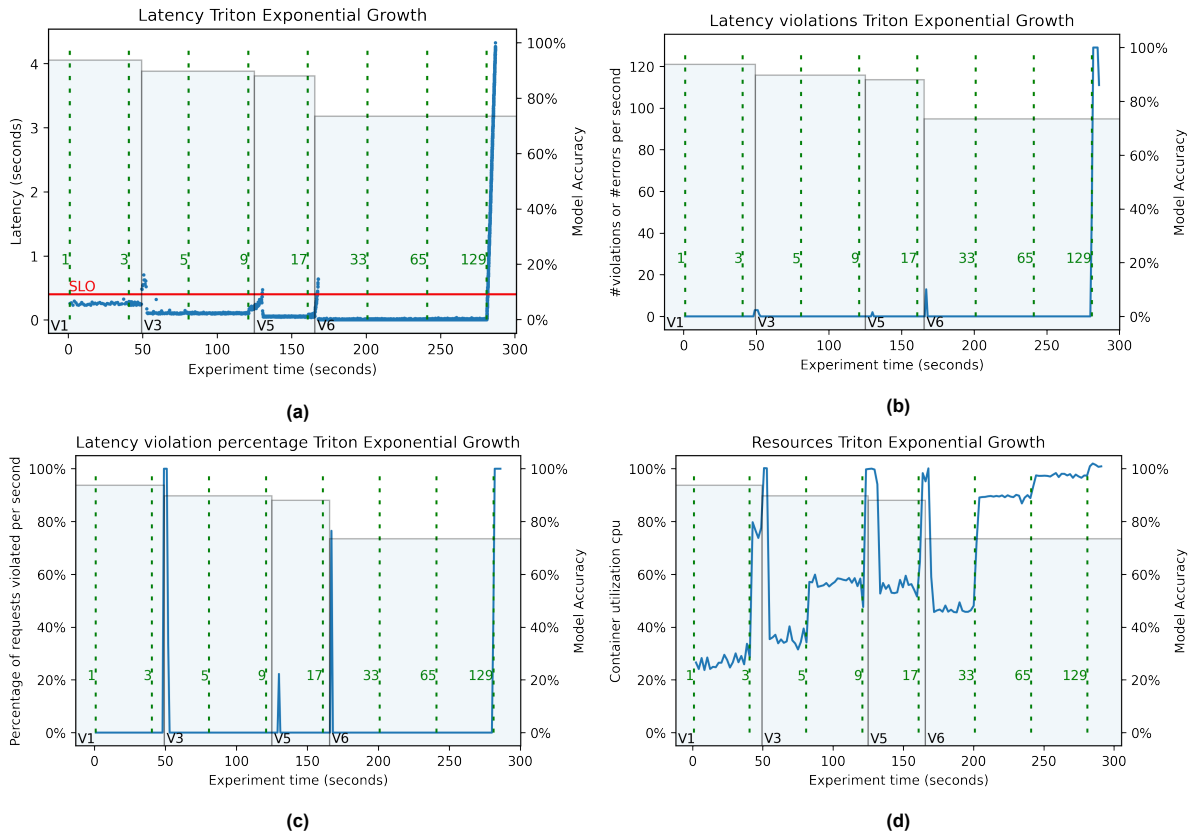 Latency Triton Exponential Growth
4
3
2
1
0
Latency (seconds)
100%
80%
60%
40%
20%
0%
Model Accuracy
1 3 5 9 17 33 65 129
SLO
V1 V3 V5 V6
0 50 100 150 200 250 300
Experiment time (seconds)
(a)
Latency violations Triton Exponential Growth
120
100
80
60
40
20
0
#violations or #errors per second
100%
80%
60%
40%
20%
0%
Model Accuracy
1 3 5 9 17 33 65 129
V1 V3 V5 V6
0 50 100 150 200 250 300
Experiment time (seconds)
(b)
Latency violation percentage Triton Exponential Growth
100%
80%
60%
40%
20%
0%
Percentage of requests violated per second
100%
80%
60%
40%
20%
0%
Model Accuracy
1 3 5 9 17 33 65 129
V1 V3 V5 V6
0 50 100 150 200 250 300
Experiment time (seconds)
(c)
Resources Triton Exponential Growth
100%
80%
60%
40%
20%
0%
Container utilization cpu
100%
80%
60%
40%
20%
0%
Model Accuracy
1 3 5 9 17 33 65 129
V1 V3 V5 V6
0 50 100 150 200 250 300
Experiment time (seconds)
(d)